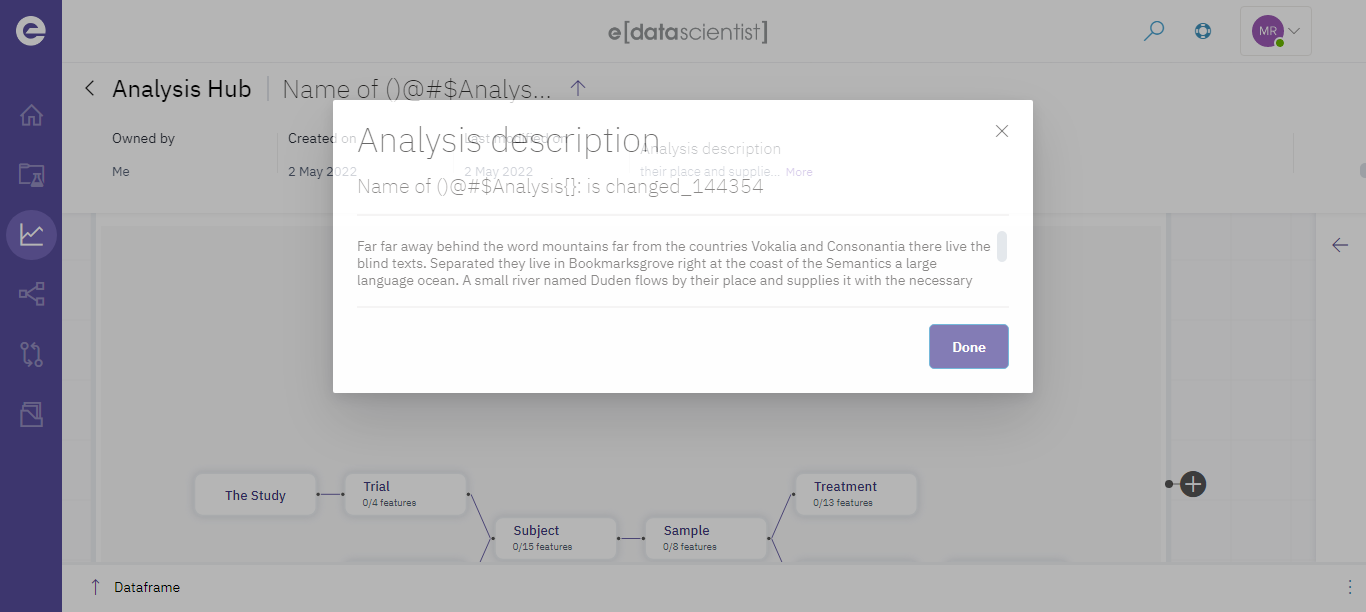 e[datascientist]
MR
Analysis Hub
Name of ()@#$Analys...
Owned by
Created on
Last modified on
Analysis description
Me
2 May 2022
2 May 2022
their place and supplie... More
Analysis description
Name of ()@#$Analysis{}: is changed_144354
Far far away behind the word mountains far from the countries Vokalia and Consonantia there live the
blind texts. Separated they live in Bookmarksgrove right at the coast of the Semantics a large
language ocean. A small river named Duden flows by their place and supplies it with the necessary
Done
The Study
Trial
0/4 features
Subject
0/15 features
Sample
0/8 features
Treatment
0/13 features
Dataframe